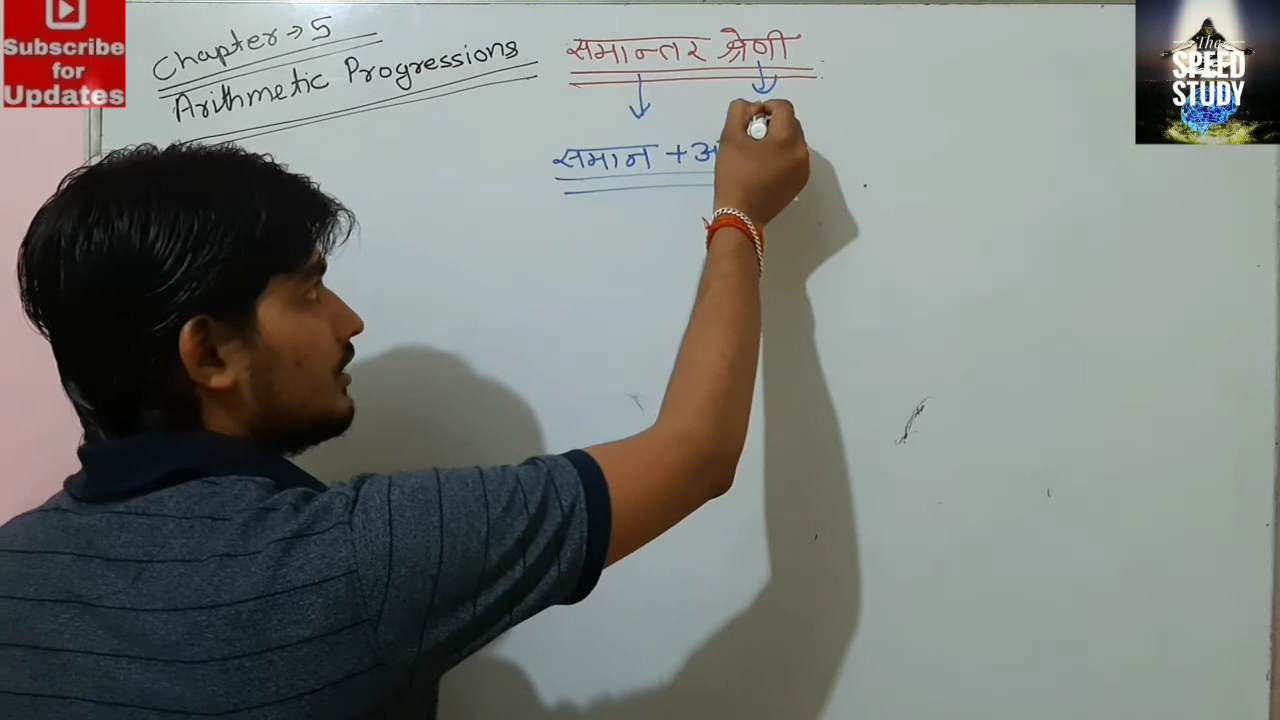 Subscribe
for
Updates
Chapter → 5
Arithmetic Progressions
समान्तर श्रेणी
समान +
The
SPEED
STUDY